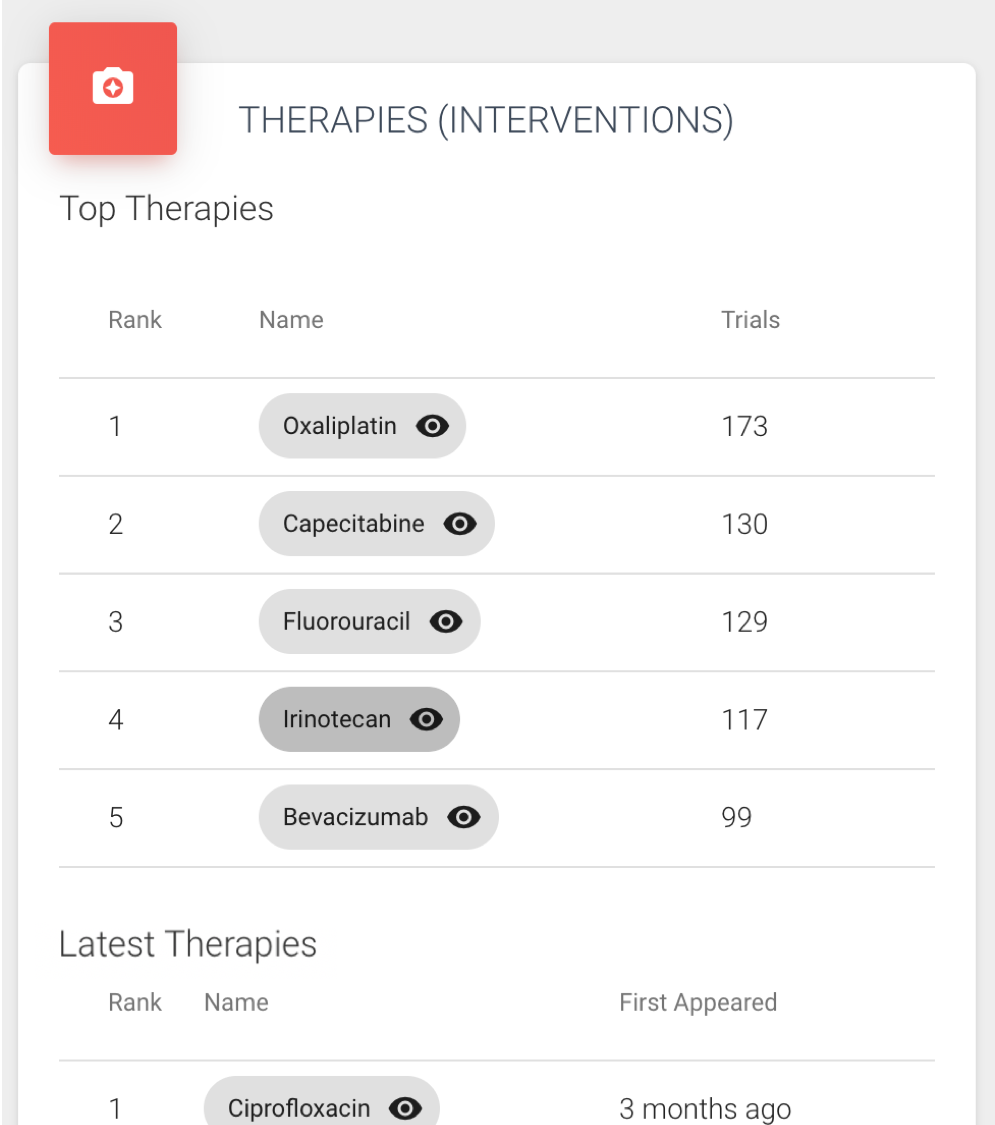 THERAPIES (INTERVENTIONS)
Top Therapies
Rank Name Trials
1 Oxaliplatin 173
2 Capecitabine 130
3 Fluorouracil 129
4 Irinotecan 117
5 Bevacizumab 99
Latest Therapies
Rank Name First Appeared
1 Ciprofloxacin 3 months ago